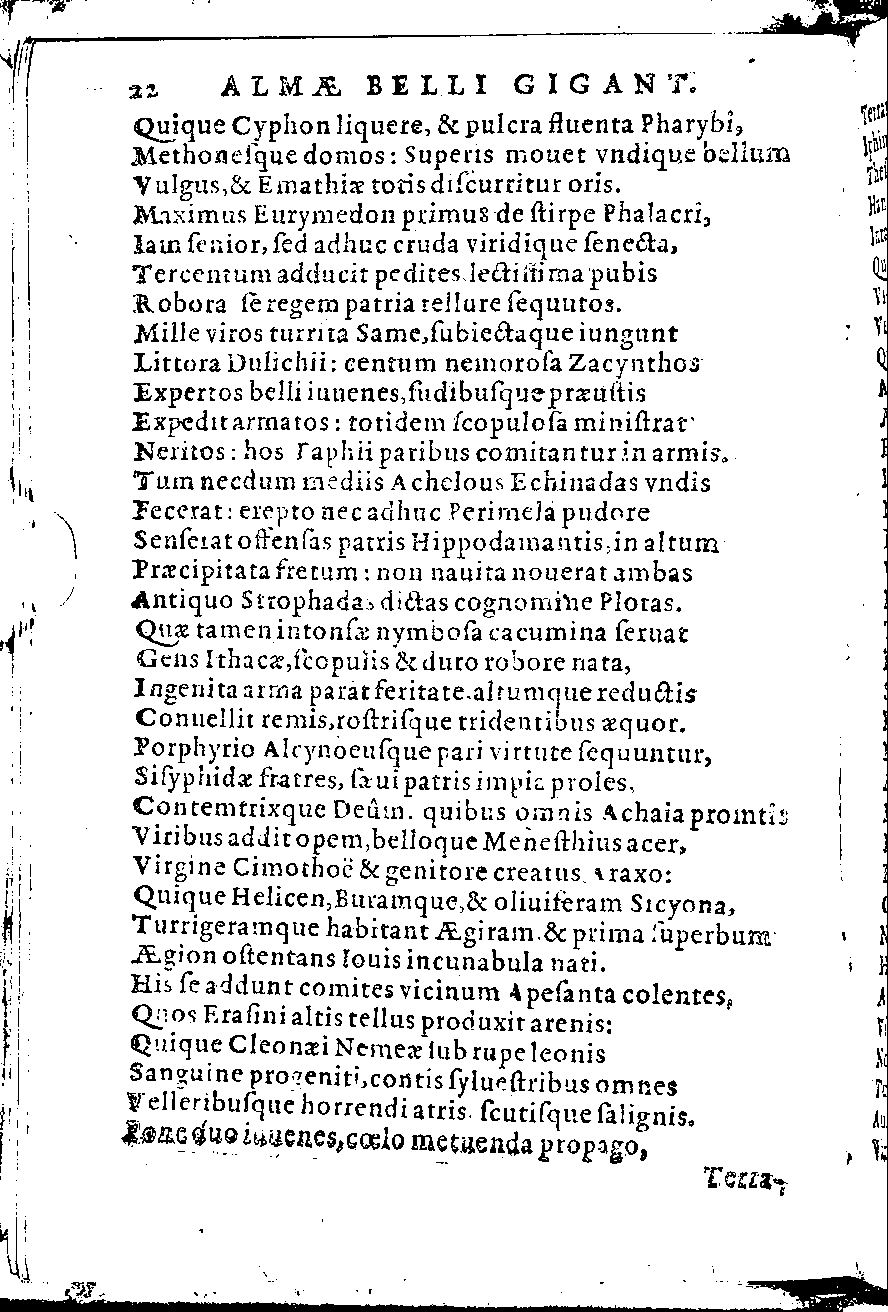 22 ALMÆ BELLI GIGANT.
Quique Cyphon liquere, & pulcra fluenta Pharybi,
Methoneſque domos: Superis mouet vndique bellum
Vulgus, & Emathiæ totis diſcurritur oris.
Maximus Eurymedon primus de ſtirpe Phalacri,
Iam ſenior, ſed adhuc cruda viridique ſenecta,
Tercentum adducit pedites. lectiſſima pubis
Robora ſe regem patria tellure ſequutos.
Mille viros turrita Same, ſubiectaque iungunt
Littora Dulichii: centum nemoroſa Zacynthos
Expertos belli iuuenes, ſudibuſque præuſtis
Expedit armatos: totidem ſcopuloſa miniſtrat
Neritos: hos Taphii paribus comitantur in armis.
Tum necdum mediis Achelous Echinadas vndis
Fecerat: erepto nec adhuc Perimela pudore
Senſerat offenſas patris Hippodamantis, in altum
Præcipitata fretum: non nauita nouerat ambas
Antiquo Strophadas dictas cognomine Plotas.
Quæ tamen intonſæ nymboſa cacumina ſeruat
Gens Ithacæ, ſcopulis & duro robore nata,
Ingenita arma parat feritate. altumque reductis
Conuellit remis, roſtriſque tridentibus æquor.
Porphyrio Alcynoeuſque pari virtute ſequuntur,
Siſyphidæ fratres, ſæui patris impia proles,
Contemtrixque Deûm. quibus omnis Achaia promtis
Viribus addit opem, belloque Meneſthius acer,
Virgine Cimothoë & genitore creatus Araxo:
Quique Helicen, Buramque, & oliuiferam Sicyona,
Turrigeramque habitant Ægiram. & prima ſuperbum
Ægion oſtentans Iouis incunabula nati.
His ſe addunt comites vicinum Apeſanta colentes,
Quos Eraſini altis tellus produxit arenis:
Quique Cleonæi Nemeæ ſub rupe leonis
Sanguine progeniti, contis ſylueſtribus omnes
Velleribuſque horrendi atris. ſcutiſque ſalignis.
Pone duo iuuenes, cœlo metuenda propago,
Terra-